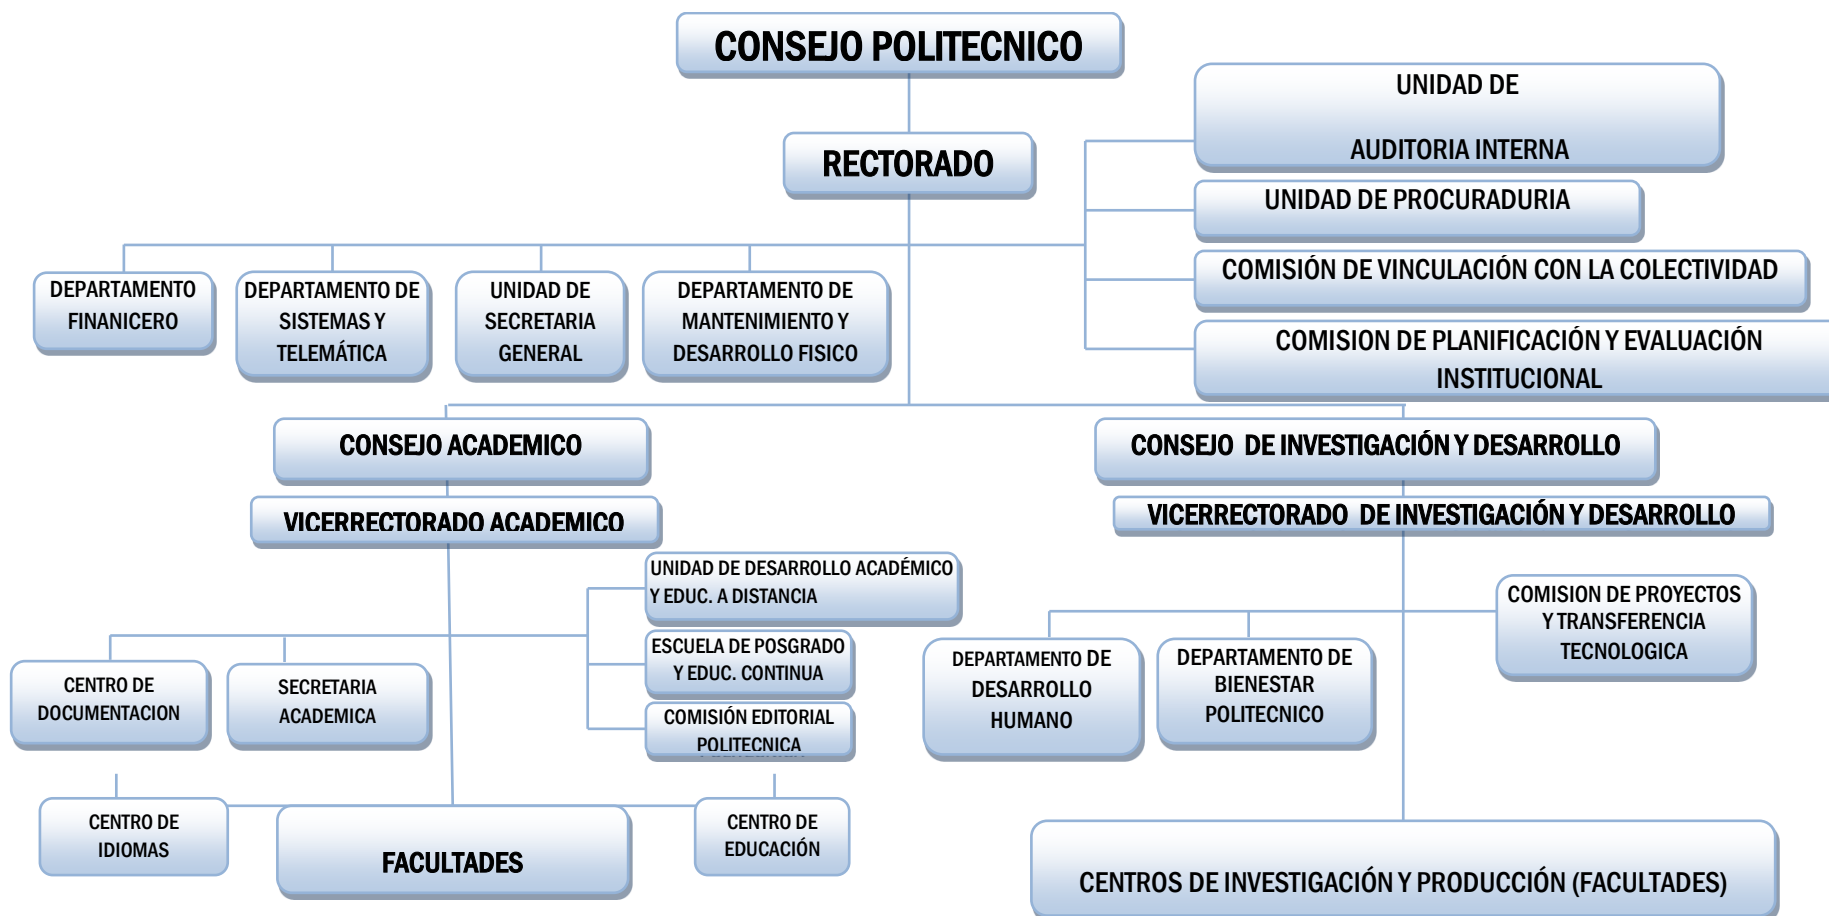 CONSEJO POLITECNICO
UNIDAD DE
AUDITORIA INTERNA
RECTORADO
UNIDAD DE PROCURADURIA
COMISIÓN DE VINCULACIÓN CON LA COLECTIVIDAD
COMISION DE PLANIFICACIÓN Y EVALUACIÓN
INSTITUCIONAL
DEPARTAMENTO
FINANICERO
DEPARTAMENTO DE
SISTEMAS Y
TELEMÁTICA
UNIDAD DE
SECRETARIA
GENERAL
DEPARTAMENTO DE
MANTENIMIENTO Y
DESARROLLO FISICO
CONSEJO ACADEMICO
CONSEJO DE INVESTIGACIÓN Y DESARROLLO
VICERRECTORADO ACADEMICO
VICERRECTORADO DE INVESTIGACIÓN Y DESARROLLO
UNIDAD DE DESARROLLO ACADÉMICO
Y EDUC. A DISTANCIA
ESCUELA DE POSGRADO
Y EDUC. CONTINUA
COMISIÓN EDITORIAL
POLITECNICA
CENTRO DE
DOCUMENTACION
SECRETARIA
ACADEMICA
COMISION DE PROYECTOS
Y TRANSFERENCIA
TECNOLOGICA
DEPARTAMENTO DE
DESARROLLO
HUMANO
DEPARTAMENTO DE
BIENESTAR
POLITECNICO
CENTRO DE
IDIOMAS
FACULTADES
CENTRO DE
EDUCACIÓN
CENTROS DE INVESTIGACIÓN Y PRODUCCIÓN (FACULTADES)